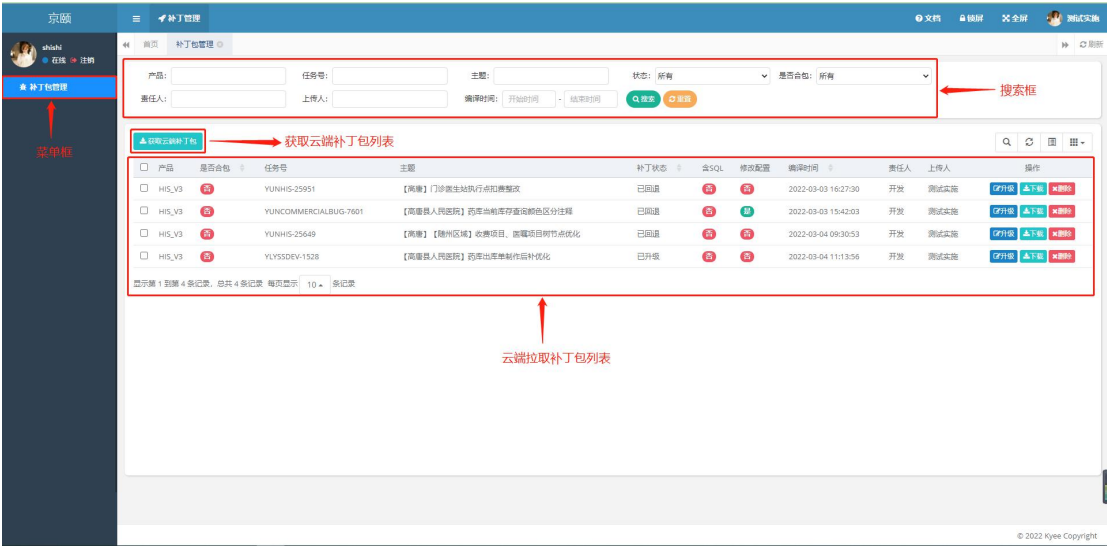 京颐
补丁管理
文档 锁屏 全屏 测试实施
shishi
在线 注销
首页 补丁包管理 刷新
补丁包管理
菜单框
产品: 任务号: 主题: 状态: 所有 是否合包: 所有
责任人: 上传人: 编译时间: 开始时间 - 结束时间 搜索 重置
搜索框
获取云端补丁包
获取云端补丁包列表
产品 是否合包 任务号 主题 补丁状态 含SQL 修改配置 编译时间 责任人 上传人 操作
HIS_V3 否 YUNHIS-25951 【高唐】门诊医生站执行点扣费整改 已回退 否 否 2022-03-03 16:27:30 开发 测试实施 升级 下载 删除
HIS_V3 否 YUNCOMMERCIALBUG-7601 【高唐县人民医院】药库当前库存查询颜色区分注释 已回退 否 是 2022-03-03 15:42:03 开发 测试实施 升级 下载 删除
HIS_V3 否 YUNHIS-25649 【高唐】【随州区域】收费项目、医嘱项目树节点优化 已回退 否 否 2022-03-04 09:30:53 开发 测试实施 升级 下载 删除
HIS_V3 否 YLYSSDEV-1528 【高唐县人民医院】药库出库单制作后补优化 已升级 否 否 2022-03-04 11:13:56 开发 测试实施 升级 下载 删除
显示第 1 到第 4 条记录，总共 4 条记录 每页显示 10 条记录
云端拉取补丁包列表
© 2022 Kyee Copyright